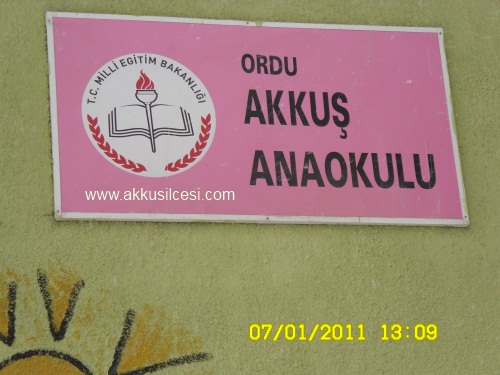 T.C. MİLLİ EĞİTİM BAKANLIĞI
ORDU
AKKUŞ
ANAOKULU
www.akkusilcesi.com
07/01/2011 13:09